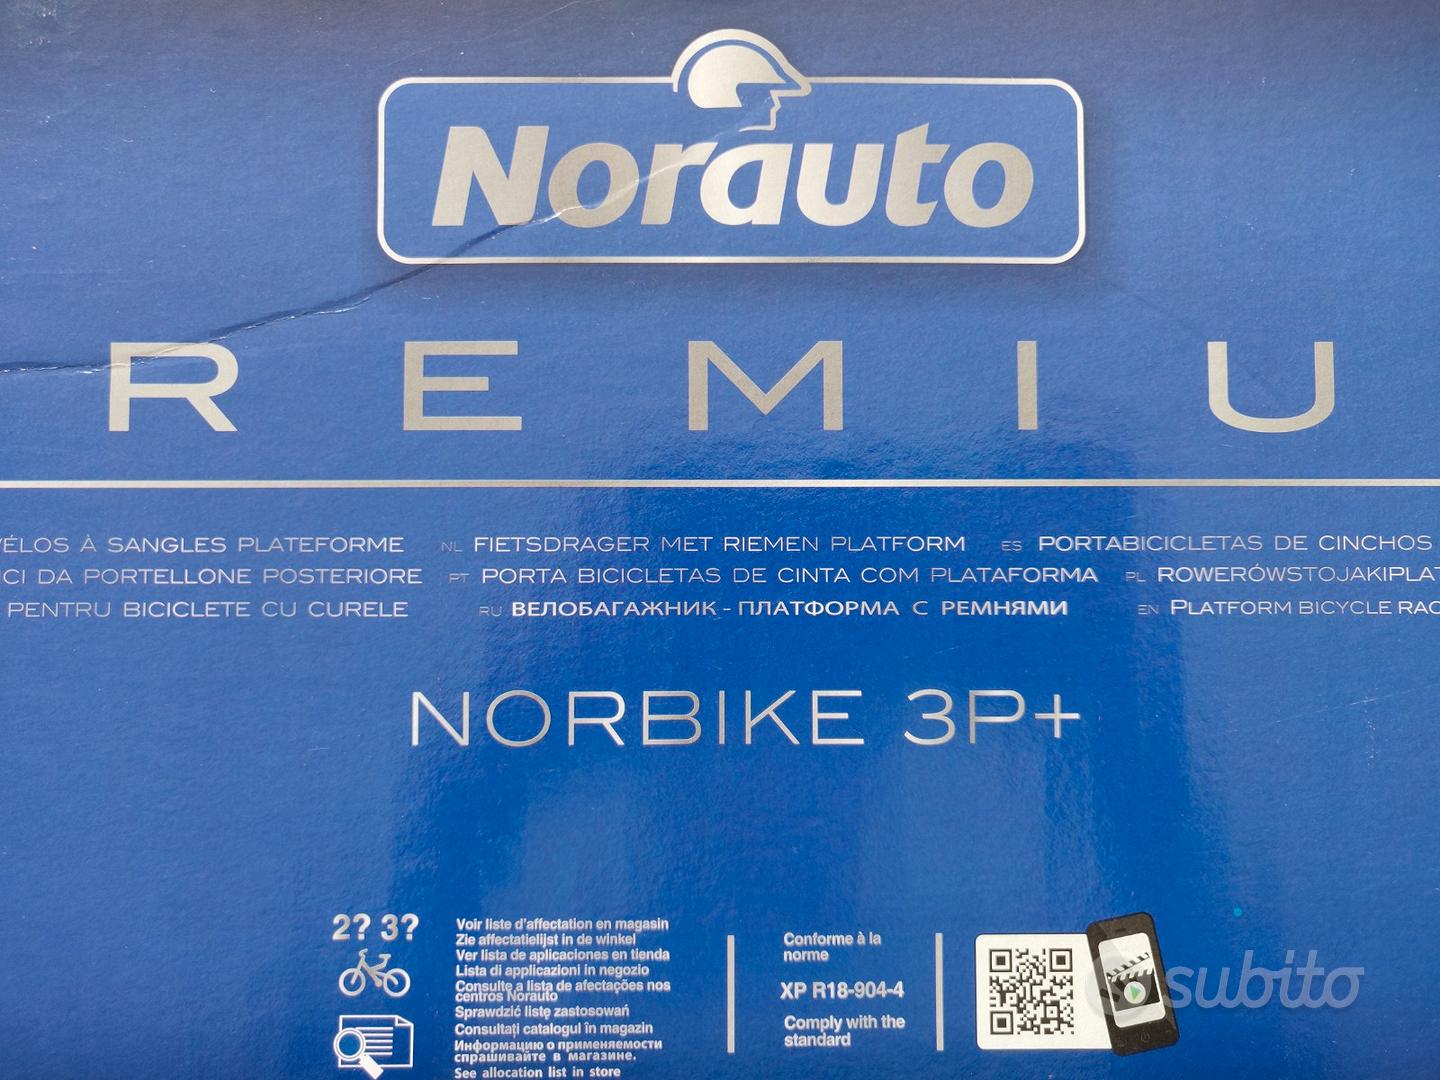 Norauto
REMIU
VÉLOS À SANGLES PLATEFORME NL FIETSDRAGER MET RIEMEN PLATFORM ES PORTABICICLETAS DE CINCHOS
ICI DA PORTELLONE POSTERIORE PT PORTA BICICLETAS DE CINTA COM PLATAFORMA PL ROWERÓWSTOJAKIPLAT
PENTRU BICICLETE CU CURELE RU ВЕЛОБАГАЖНИК - ПЛАТФОРМА С РЕМНЯМИ EN PLATFORM BICYCLE RAC
NORBIKE 3P+
2? 3?
Voir liste d'affectation en magasin
Zie affectatielijst in de winkel
Ver lista de aplicaciones en tienda
Lista di applicazioni in negozio
Consulte a lista de afectações nos
centros Norauto
Sprawdzić listę zastosowań
Consultați catalogul în magazin
Информацию о применяемости
спрашивайте в магазине.
See allocation list in store
Conforme à la
norme
XP R18-904-4
Comply with the
standard
subito